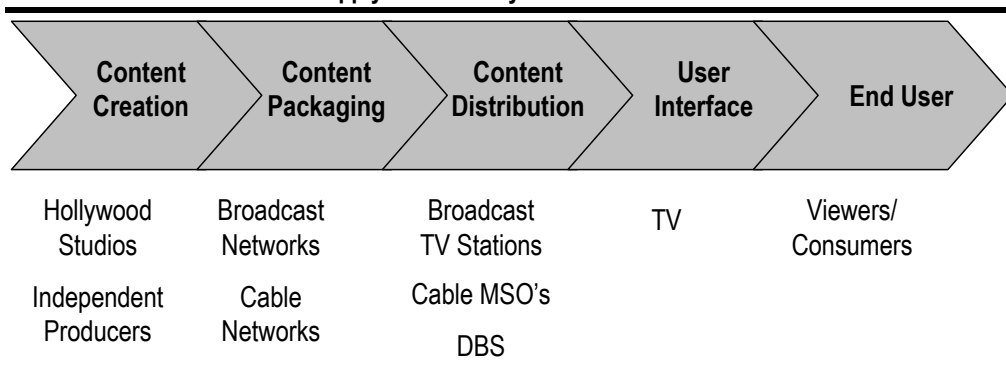 Content
Creation
Content
Packaging
Content
Distribution
User
Interface
End User
Hollywood
Studios
Broadcast
Networks
Broadcast
TV Stations
TV
Viewers/
Consumers
Independent
Producers
Cable
Networks
Cable MSO's
DBS